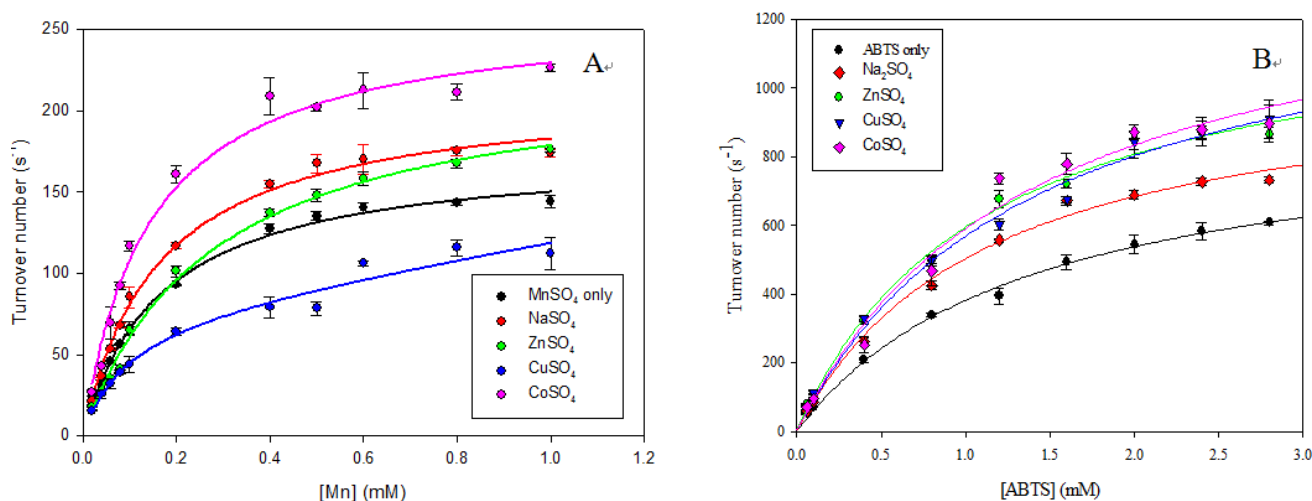 A↵
Turnover number (s⁻¹)
250
200
150
100
50
0
MnSO₄ only
NaSO₄
ZnSO₄
CuSO₄
CoSO₄
0.0 0.2 0.4 0.6 0.8 1.0 1.2
[Mn] (mM)
B↵
Turnover number (s⁻¹)
1200
1000
800
600
400
200
0
ABTS only
Na₂SO₄
ZnSO₄
CuSO₄
CoSO₄
0.0 0.5 1.0 1.5 2.0 2.5 3.0
[ABTS] (mM)